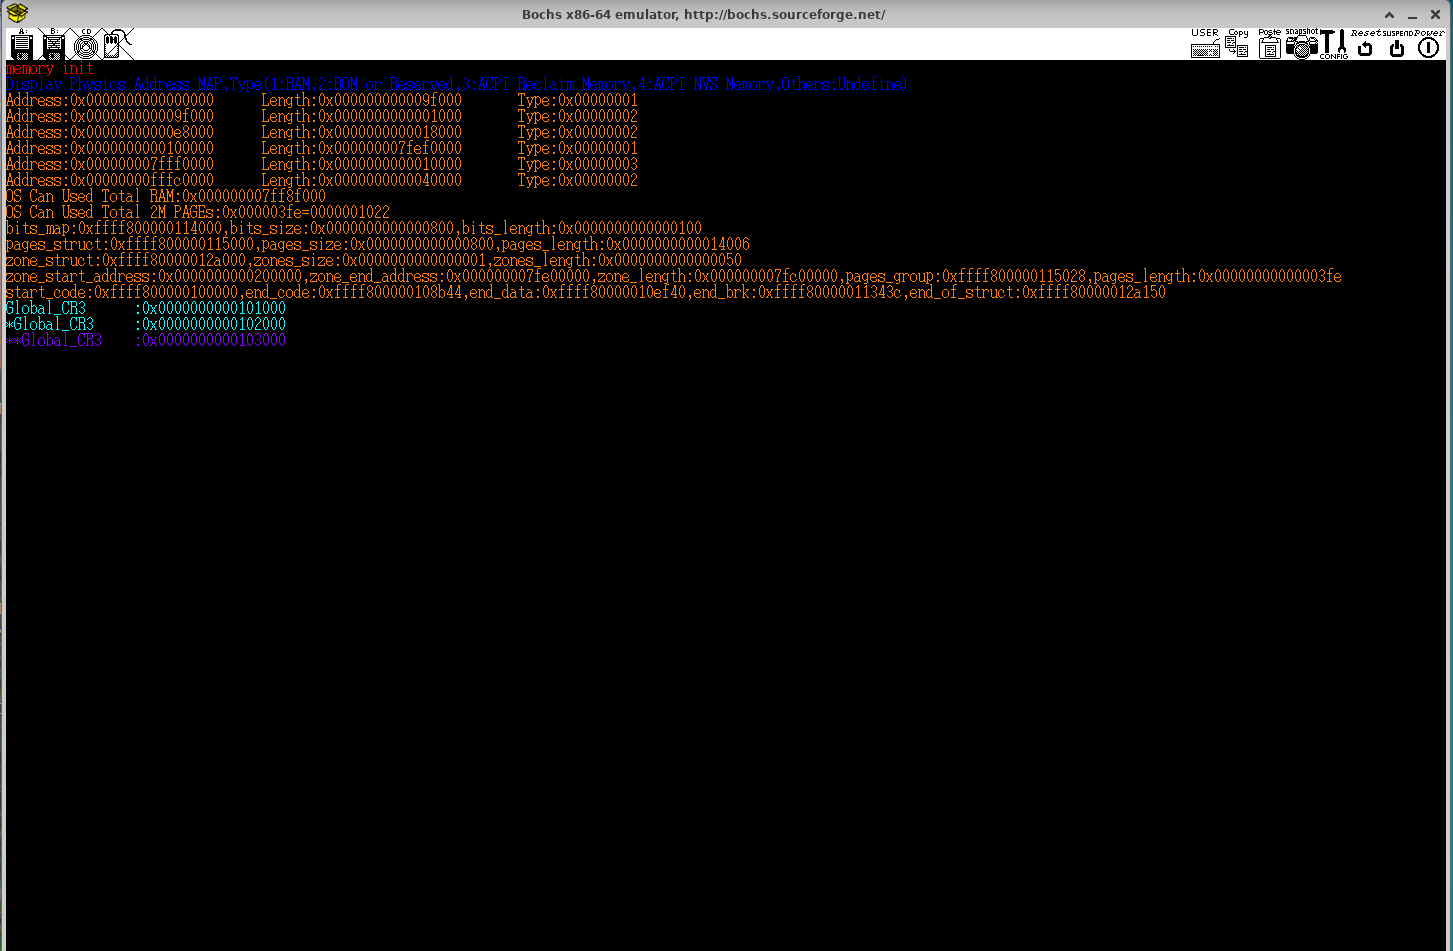 Bochs x86-64 emulator, http://bochs.sourceforge.net/
A: B: CD USER Copy Paste snapshot CONFIG Reset SUSPEND Power
memory init
Display Physics Address MAP,Type(1:RAM,2:ROM or Reserved,3:ACPI Reclaim Memory,4:ACPI NVS Memory,Others:Undefine)
Address:0x0000000000000000 Length:0x000000000009f000 Type:0x00000001
Address:0x000000000009f000 Length:0x0000000000001000 Type:0x00000002
Address:0x00000000000e8000 Length:0x0000000000018000 Type:0x00000002
Address:0x0000000000100000 Length:0x000000007fef0000 Type:0x00000001
Address:0x000000007fff0000 Length:0x0000000000010000 Type:0x00000003
Address:0x00000000fffc0000 Length:0x0000000000040000 Type:0x00000002
OS Can Used Total RAM:0x000000007ff8f000
OS Can Used Total 2M PAGEs:0x000003fe=0000001022
bits_map:0xffff800000114000,bits_size:0x0000000000000800,bits_length:0x0000000000000100
pages_struct:0xffff800000115000,pages_size:0x0000000000000800,pages_length:0x0000000000014006
zone_struct:0xffff80000012a000,zones_size:0x0000000000000001,zones_length:0x0000000000000050
zone_start_address:0x0000000000200000,zone_end_address:0x000000007fe00000,zone_length:0x000000007fc00000,pages_group:0xffff800000115028,pages_length:0x00000000000003fe
start_code:0xffff800000100000,end_code:0xffff800000108b44,end_data:0xffff80000010ef40,end_brk:0xffff80000011343c,end_of_struct:0xffff80000012a150
Global_CR3 :0x0000000000101000
*Global_CR3 :0x0000000000102000
**Global_CR3 :0x0000000000103000